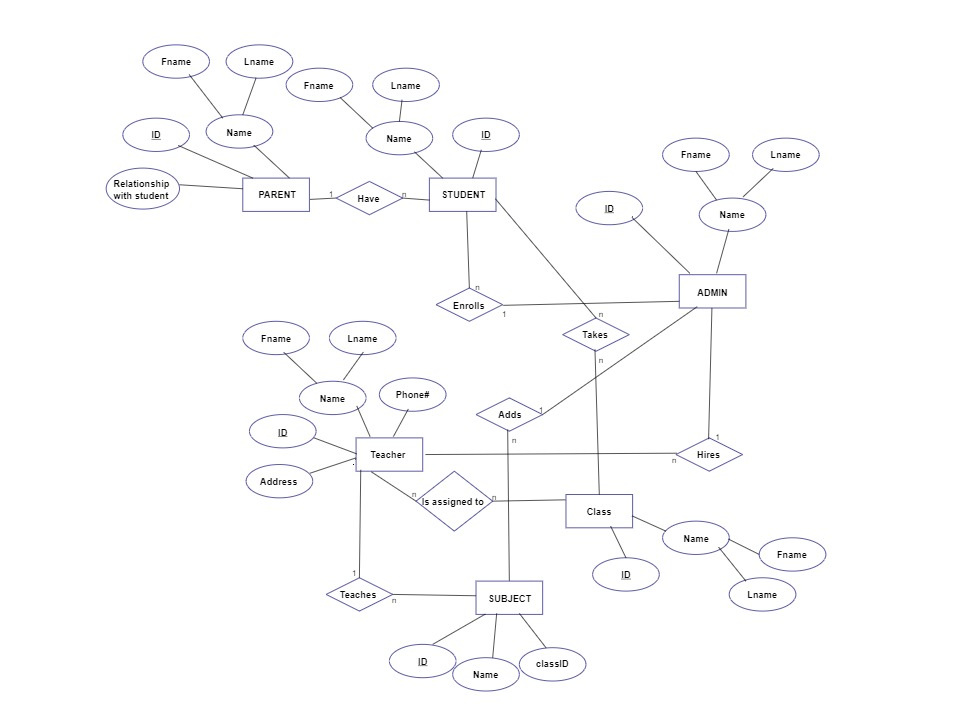 Fname
Lname
Fname
Lname
ID
Name
Name
ID
Relationship
with student
PARENT
1
Have
n
STUDENT
Fname
Lname
ID
Name
ADMIN
n
Enrolls
1
n
Takes
n
Fname
Lname
Name
Phone#
Adds
1
n
ID
Teacher
Address
1
Hires
n
n
Is assigned to
n
Class
Name
Fname
Lname
ID
1
Teaches
n
SUBJECT
ID
Name
classID